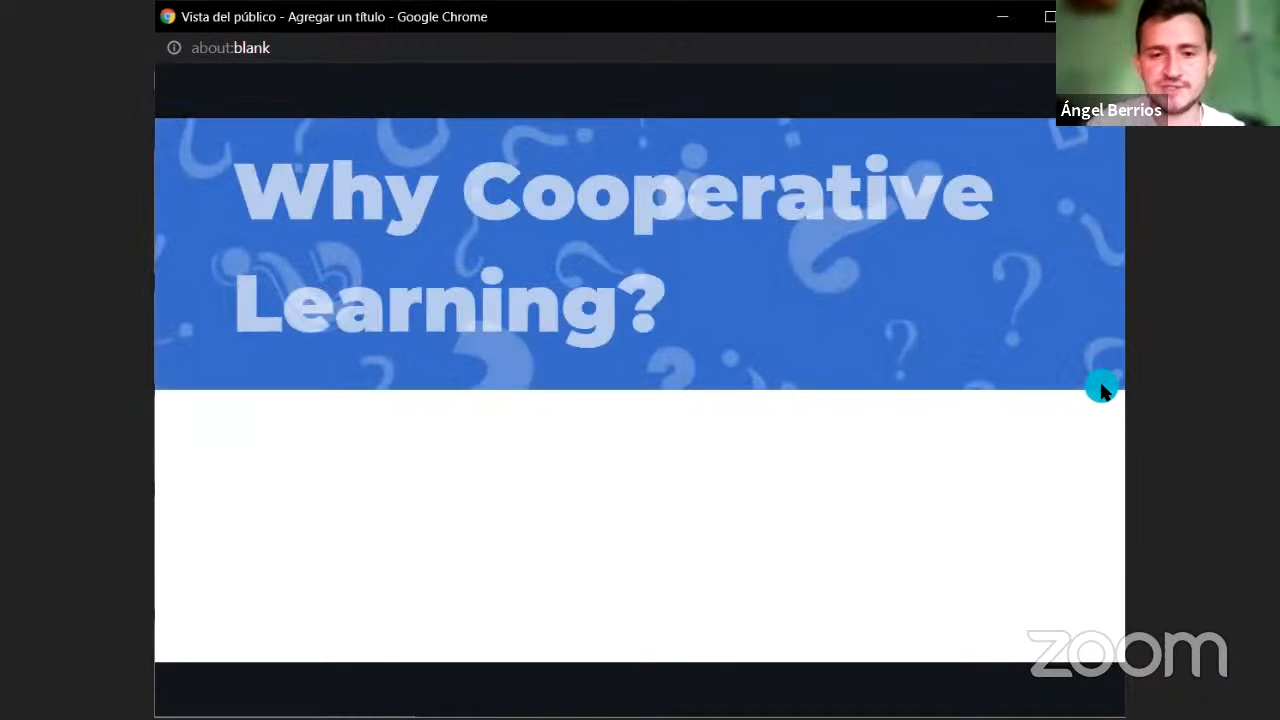 Vista del público - Agregar un título - Google Chrome
about:blank
Ángel Berrios
Why Cooperative
Learning?
zoom